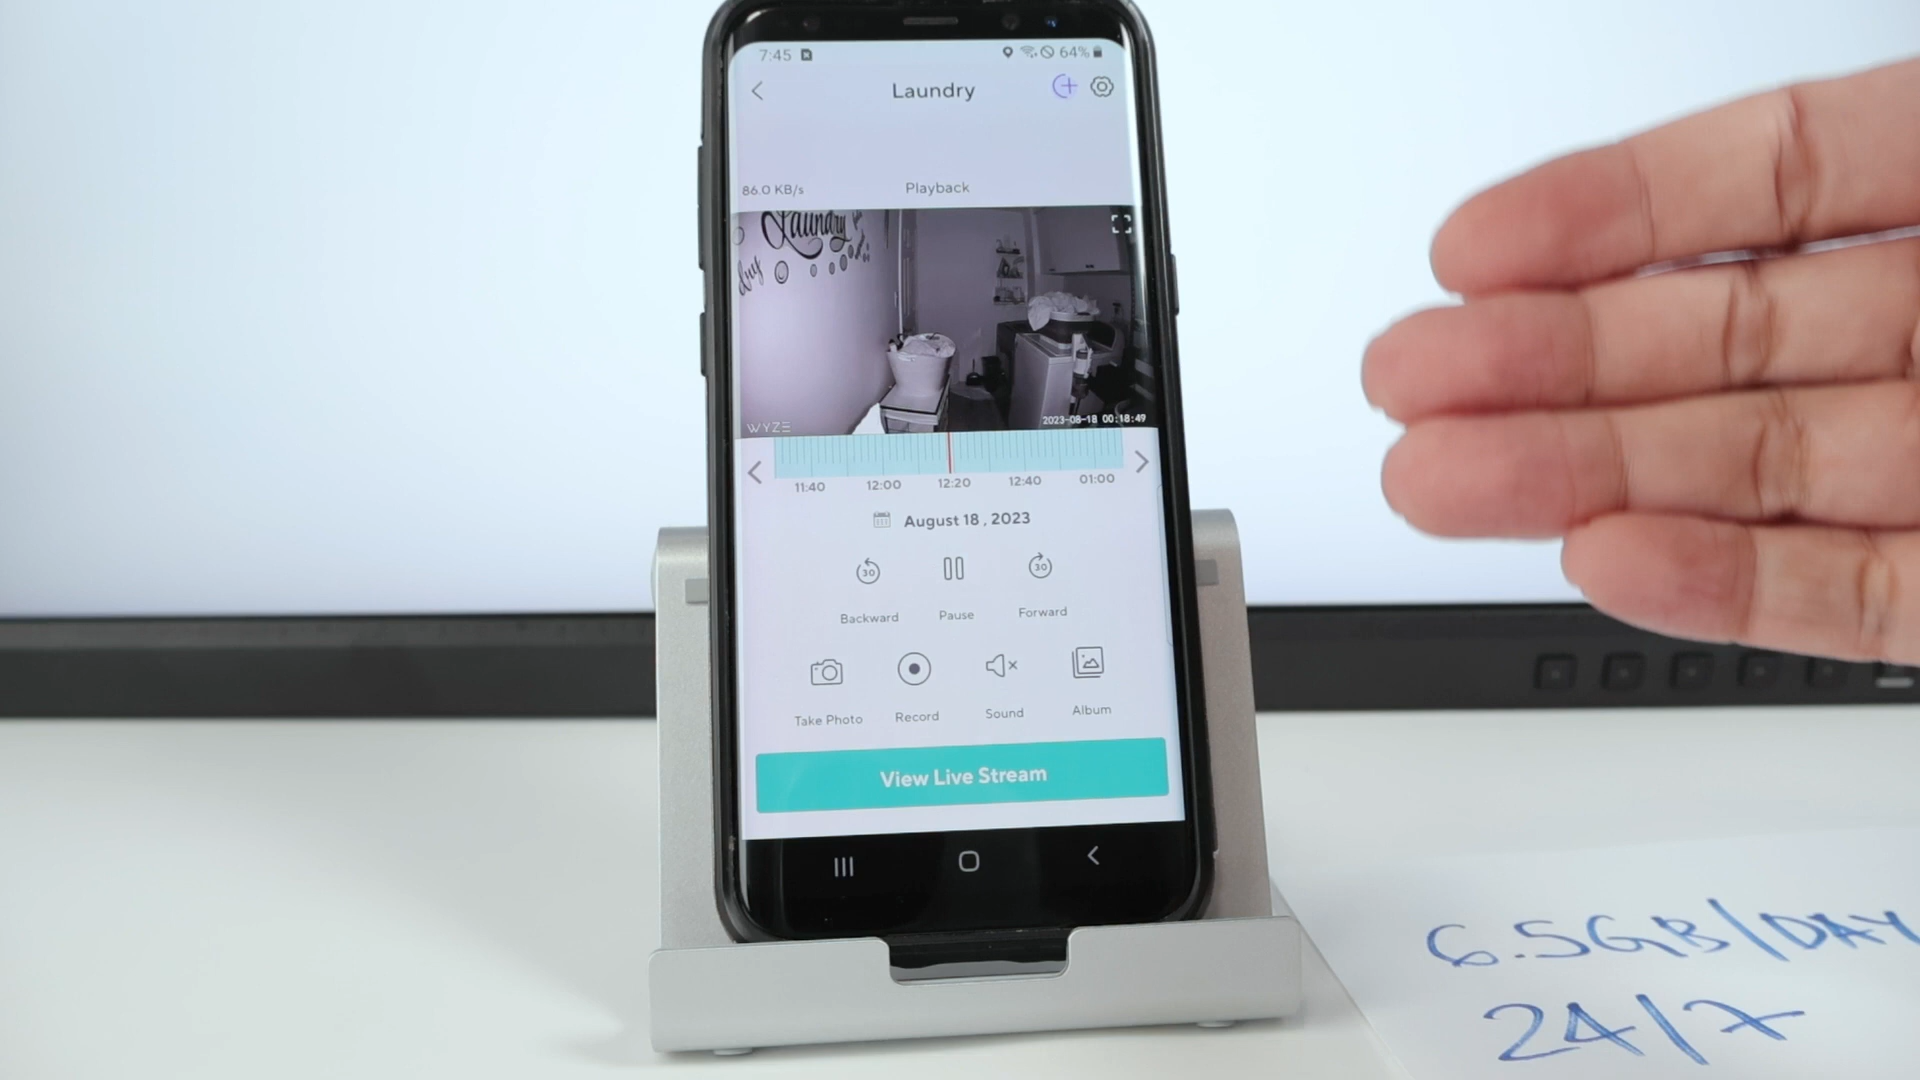 7:45 64%
Laundry
86.0 KB/s Playback
Laundry
WYZE 2023-08-18 00:18:49
11:40 12:00 12:20 12:40 01:00
August 18 , 2023
30 30
Backward Pause Forward
Take Photo Record Sound Album
View Live Stream
6.5GB/DAY
24/7